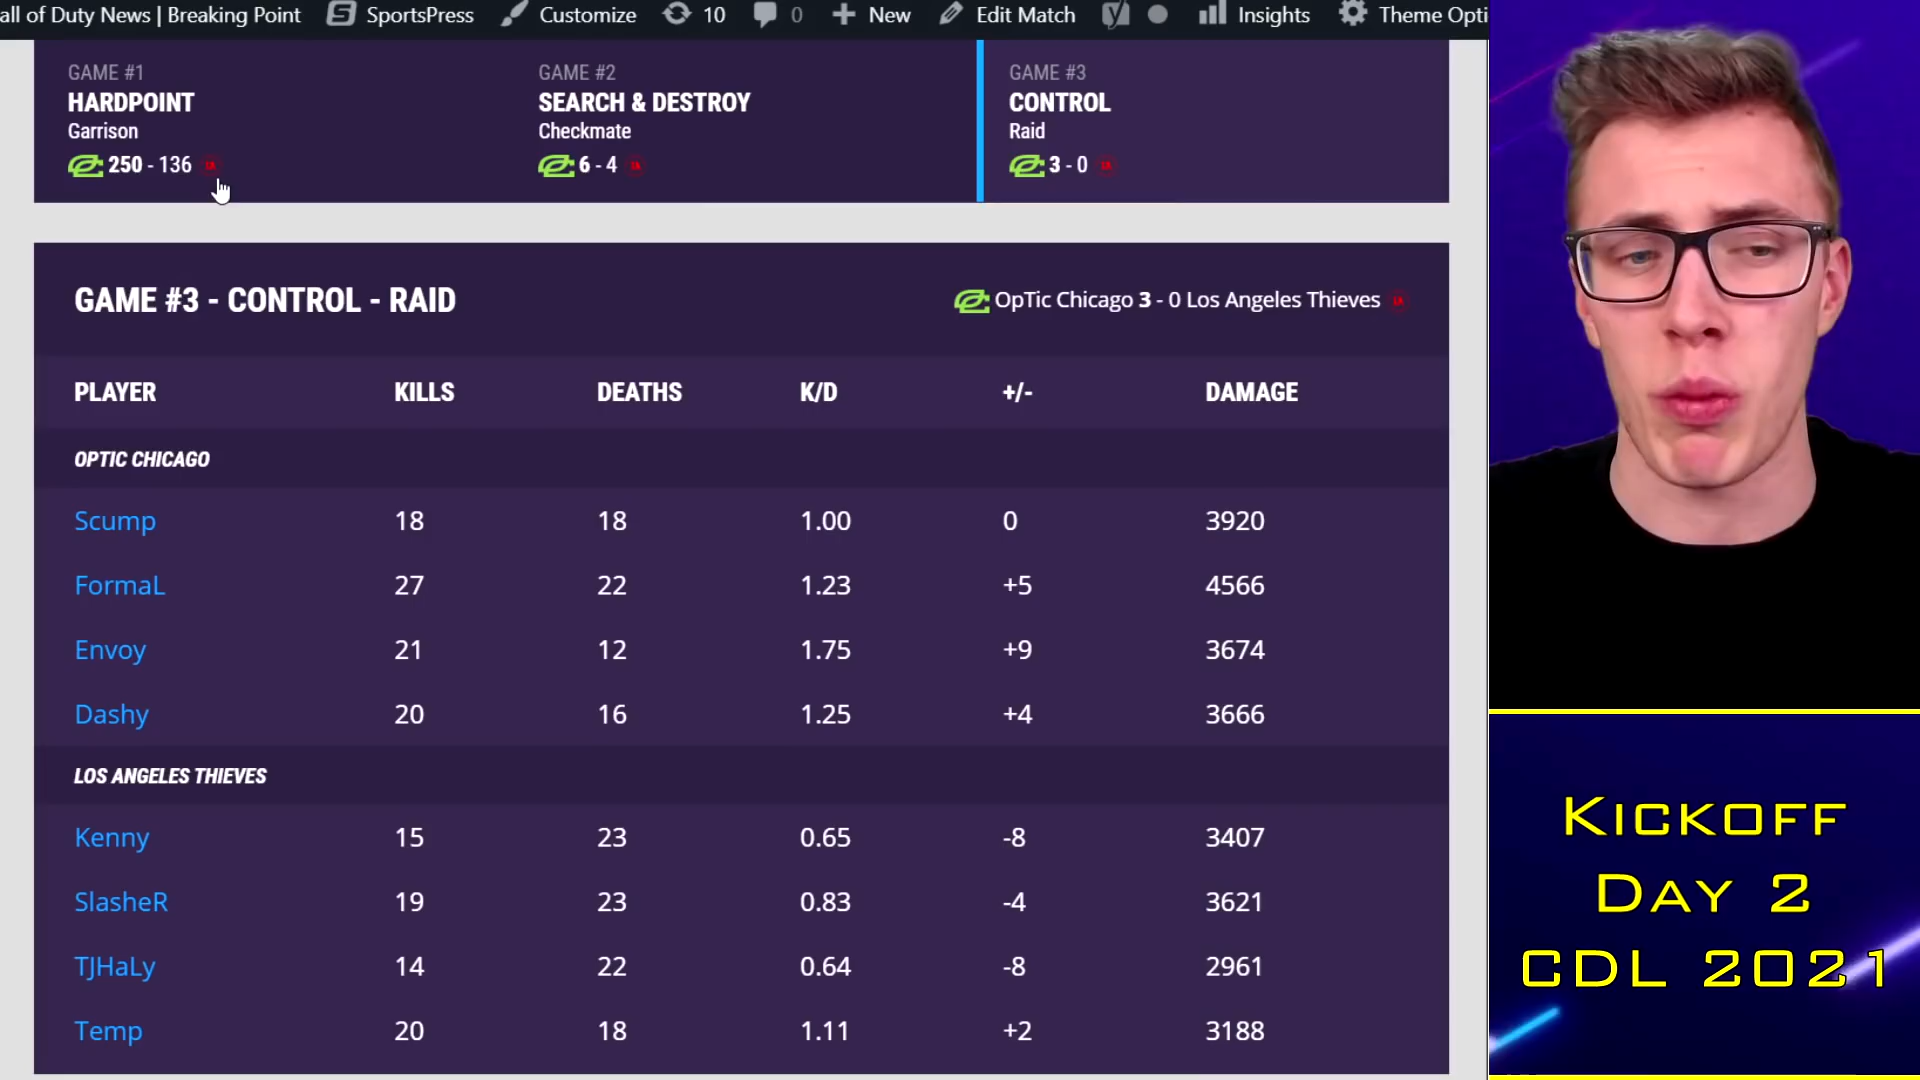 all of Duty News | Breaking Point SportsPress Customize 10 0 New Edit Match Insights Theme Opti
GAME #1
HARDPOINT
Garrison
250 - 136
GAME #2
SEARCH & DESTROY
Checkmate
6 - 4
GAME #3
CONTROL
Raid
3 - 0
GAME #3 - CONTROL - RAID
OpTic Chicago 3 - 0 Los Angeles Thieves
PLAYER KILLS DEATHS K/D +/- DAMAGE
OPTIC CHICAGO
Scump 18 18 1.00 0 3920
FormaL 27 22 1.23 +5 4566
Envoy 21 12 1.75 +9 3674
Dashy 20 16 1.25 +4 3666
LOS ANGELES THIEVES
Kenny 15 23 0.65 -8 3407
SlasheR 19 23 0.83 -4 3621
TJHaLy 14 22 0.64 -8 2961
Temp 20 18 1.11 +2 3188
KICKOFF
DAY 2
CDL 2021